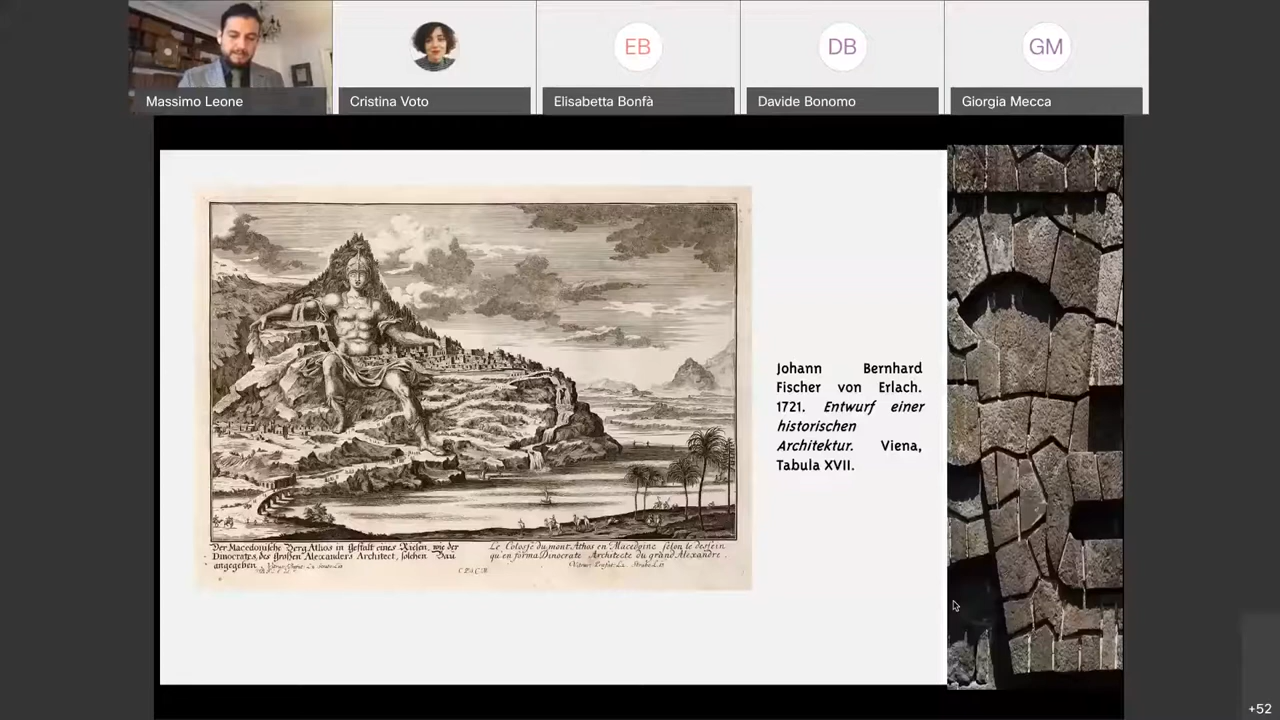 EB
DB
GM
Massimo Leone
Cristina Voto
Elisabetta Bonfà
Davide Bonomo
Giorgia Mecca
Johann Bernhard
Fischer von Erlach.
1721. Entwurf einer
historischen
Architektur. Viena,
Tabula XVII.
Der Macedonische Berg Athos in Gestalt eines Riesen, wie der
Dinocrates, des Großen Alexanders Architect, solchen Bau
angegeben
Le Colosse du mont Athos en Macedoine selon le dessein
qu'en forma Dinocrate Architecte du grand Alexandre.
+52